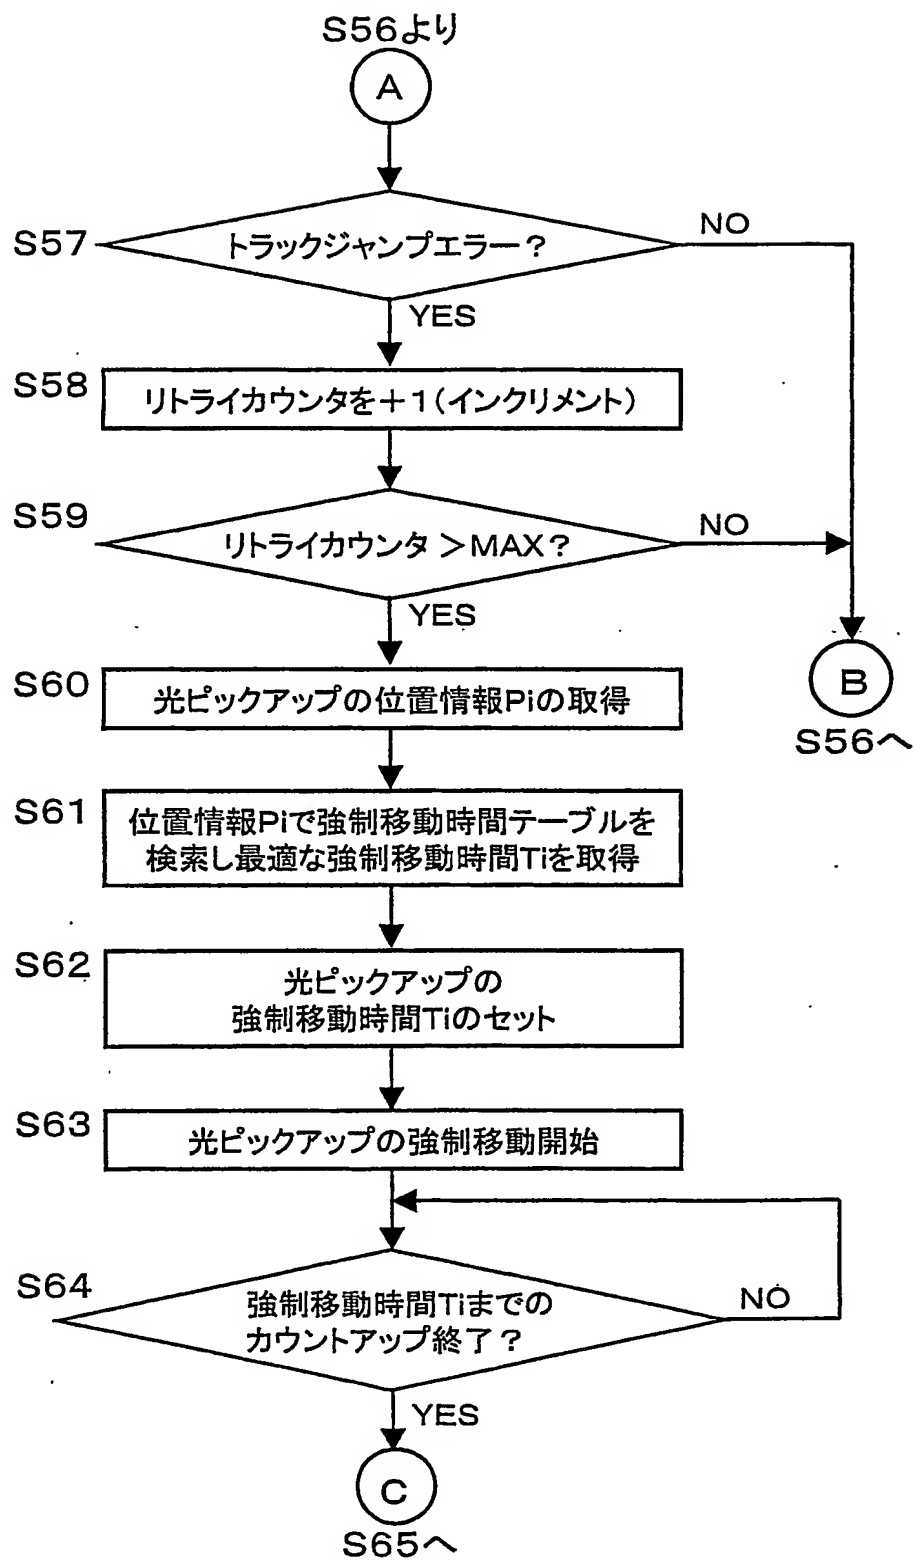 S56より
A
S57
トラックジャンプエラー？
NO
YES
S58
リトライカウンタを＋1(インクリメント)
S59
リトライカウンタ＞MAX？
NO
YES
S60
光ピックアップの位置情報Piの取得
B
S56へ
S61
位置情報Piで強制移動時間テーブルを
検索し最適な強制移動時間Tiを取得
S62
光ピックアップの
強制移動時間Tiのセット
S63
光ピックアップの強制移動開始
S64
強制移動時間Tiまでの
カウントアップ終了？
NO
YES
C
S65へ